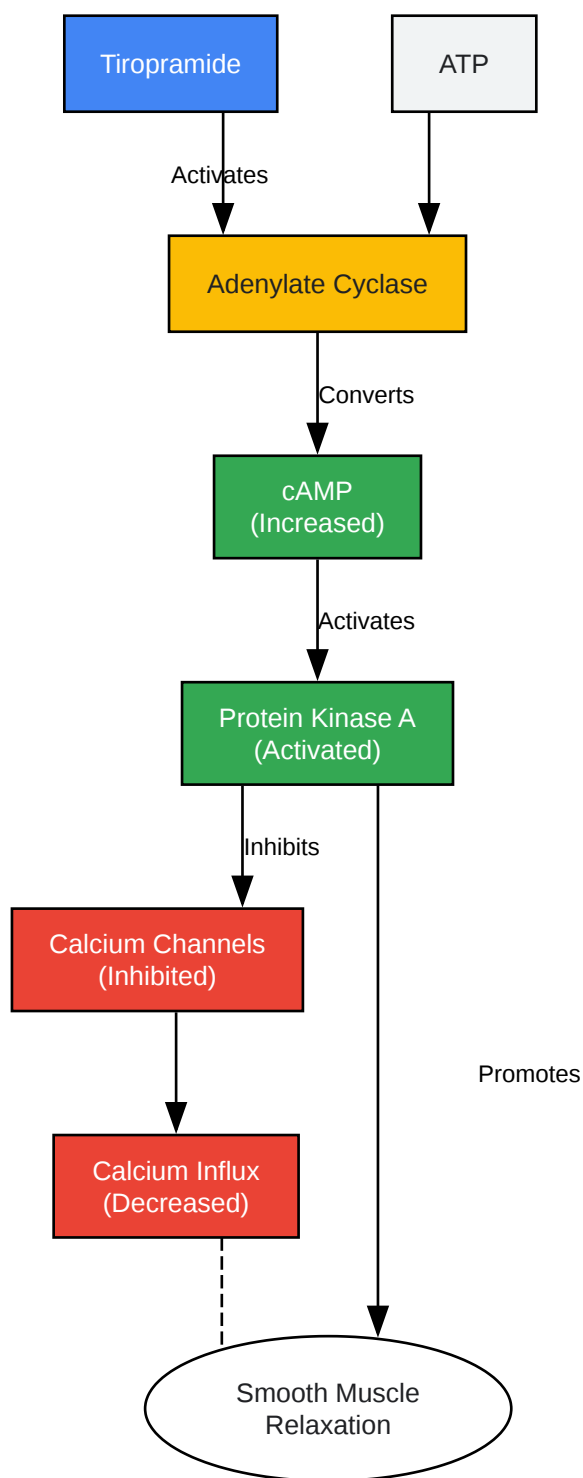 Tiropramide
ATP
Activates
Adenylate Cyclase
Converts
cAMP
(Increased)
Activates
Protein Kinase A
(Activated)
Inhibits
Calcium Channels
(Inhibited)
Promotes
Calcium Influx
(Decreased)
Smooth Muscle
Relaxation